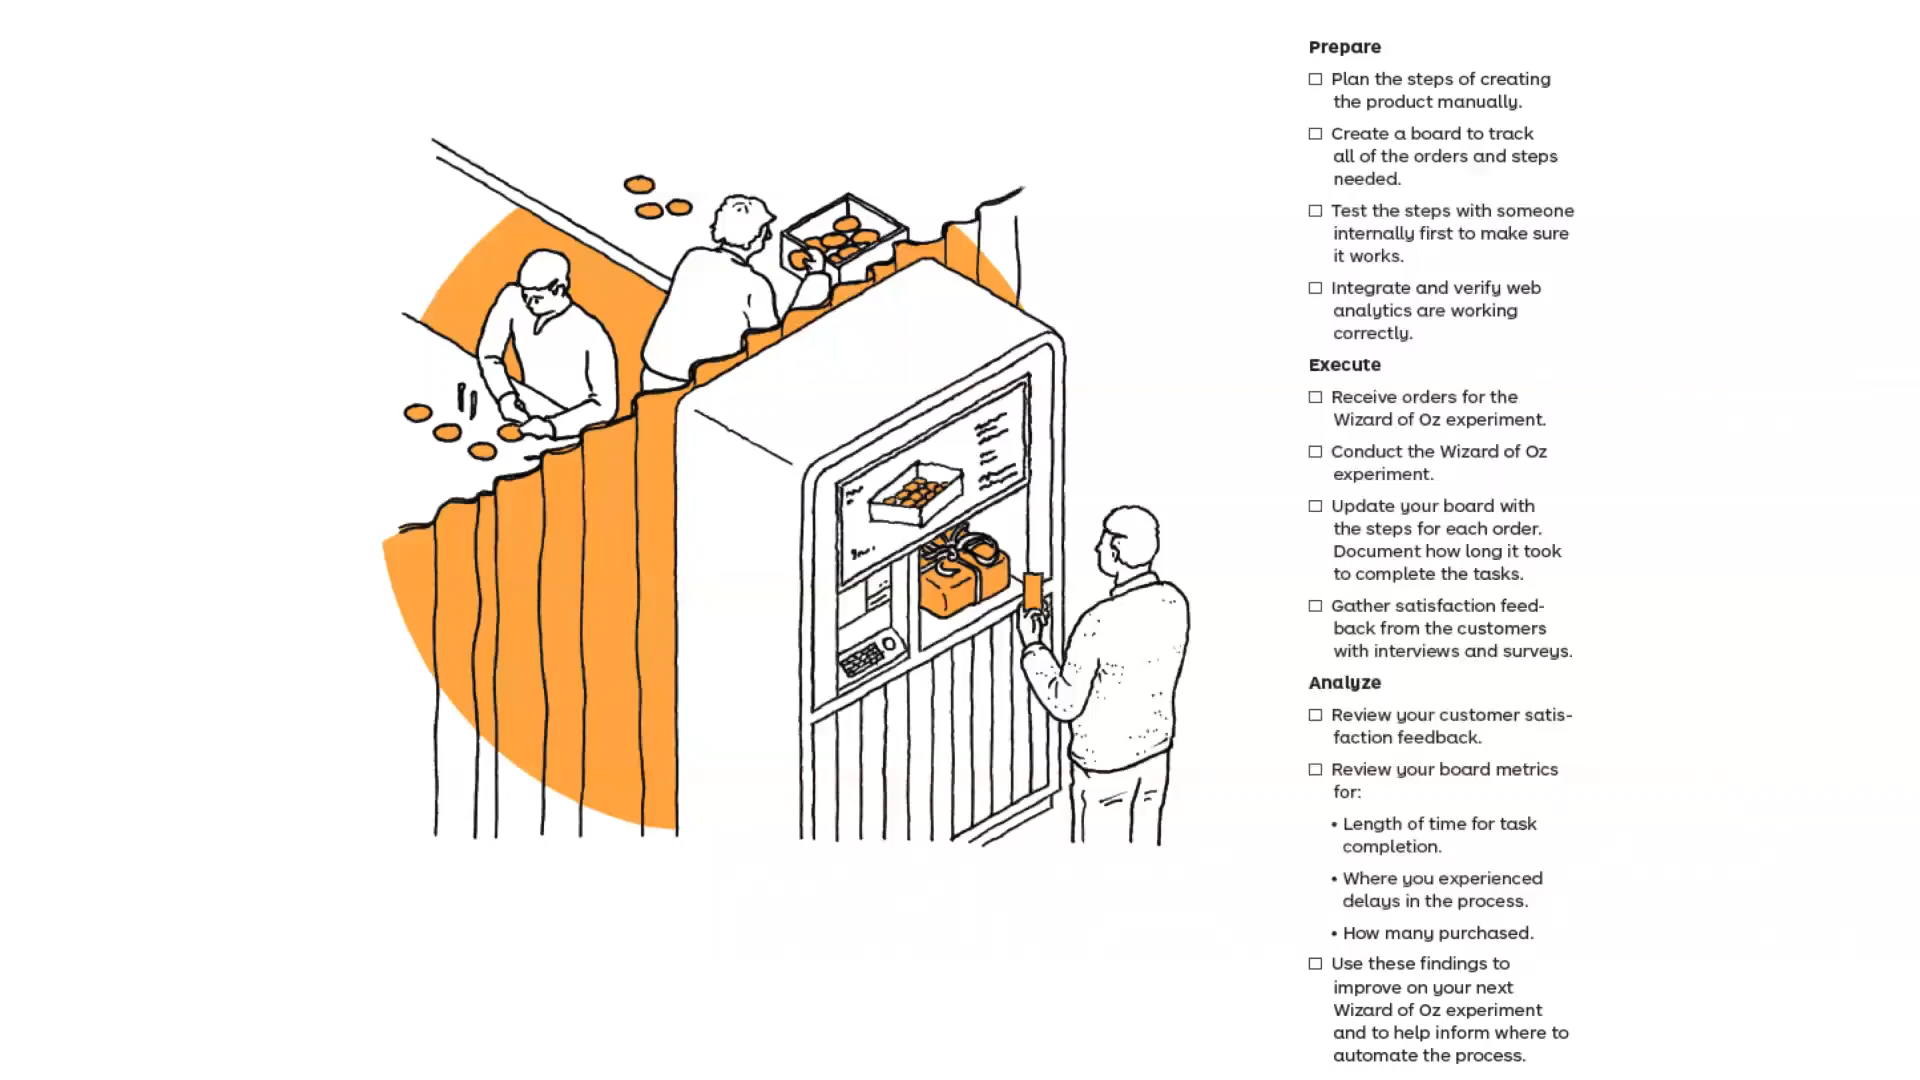 Prepare
☐ Plan the steps of creating
the product manually.
☐ Create a board to track
all of the orders and steps
needed.
☐ Test the steps with someone
internally first to make sure
it works.
☐ Integrate and verify web
analytics are working
correctly.
Execute
☐ Receive orders for the
Wizard of Oz experiment.
☐ Conduct the Wizard of Oz
experiment.
☐ Update your board with
the steps for each order.
Document how long it took
to complete the tasks.
☐ Gather satisfaction feed-
back from the customers
with interviews and surveys.
Analyze
☐ Review your customer satis-
faction feedback.
☐ Review your board metrics
for:
• Length of time for task
completion.
• Where you experienced
delays in the process.
• How many purchased.
☐ Use these findings to
improve on your next
Wizard of Oz experiment
and to help inform where to
automate the process.